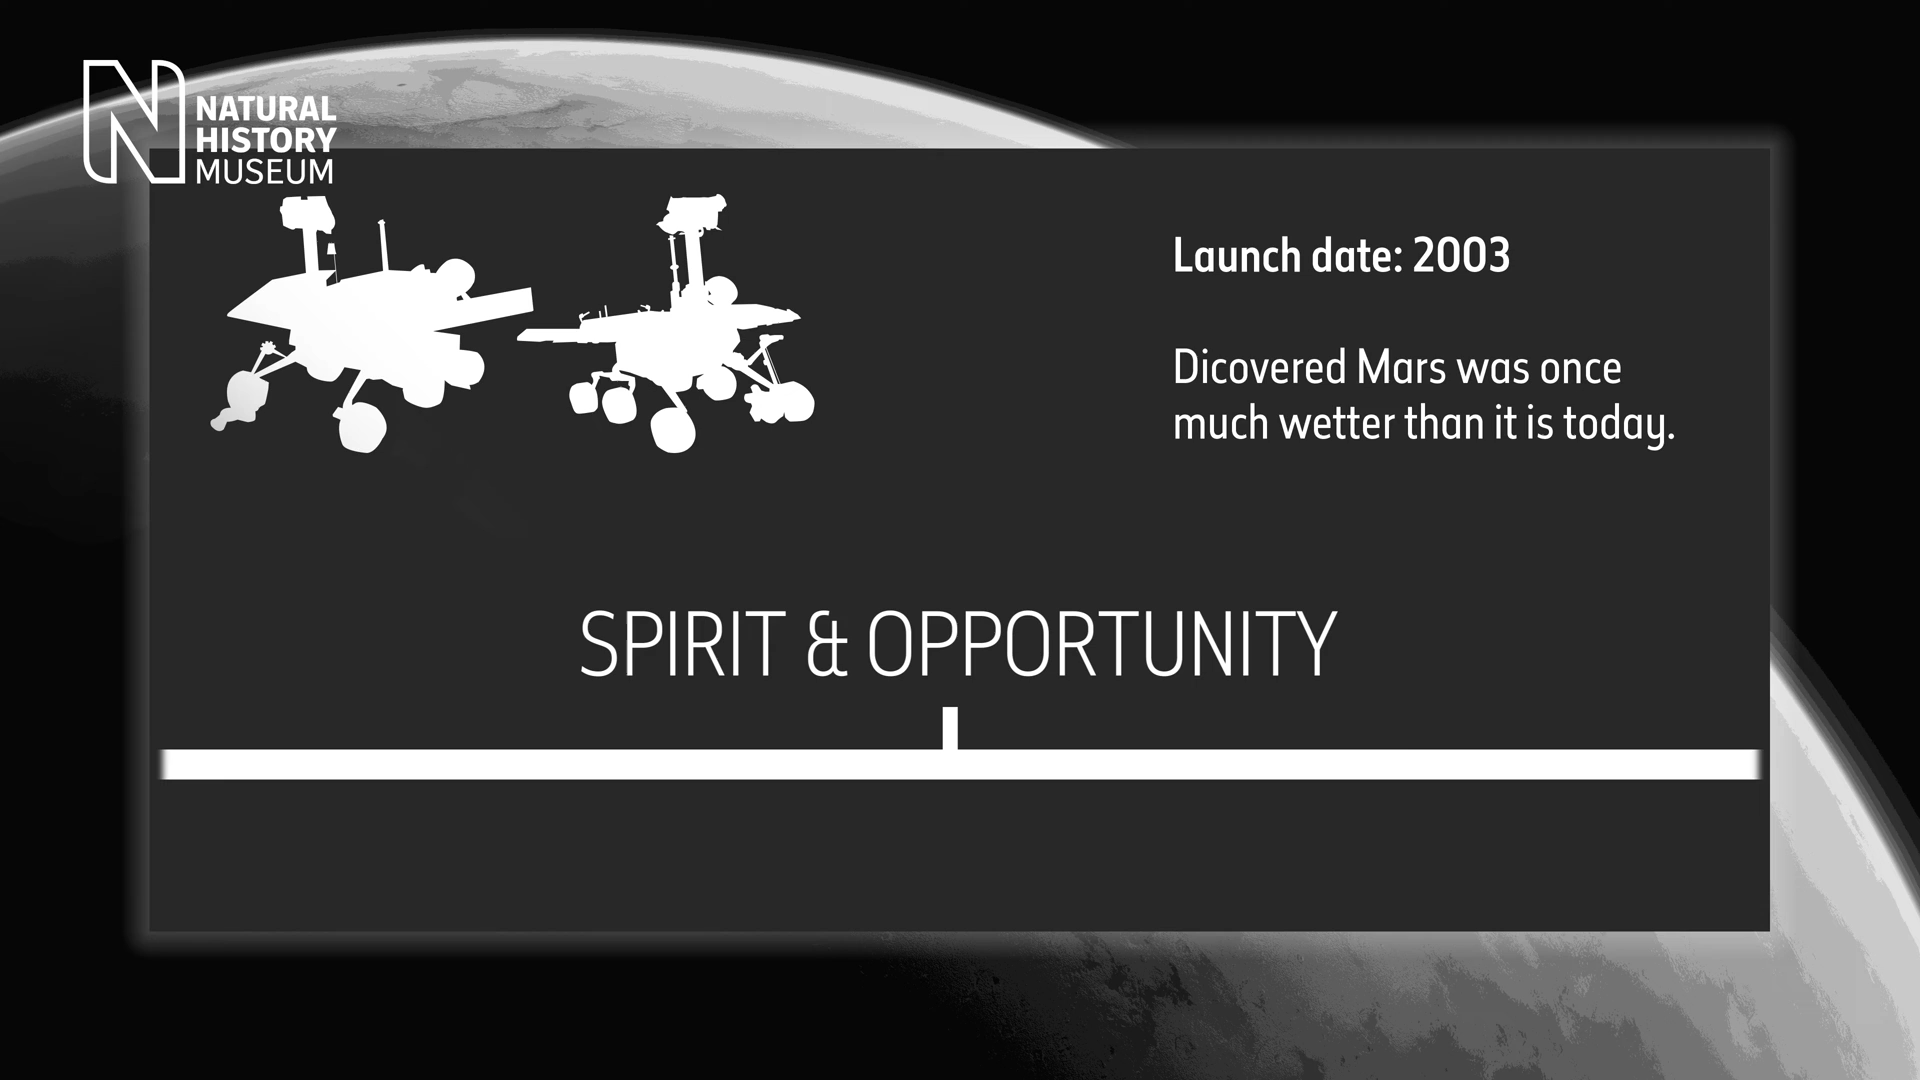 NATURAL
HISTORY
MUSEUM
Launch date: 2003
Dicovered Mars was once
much wetter than it is today.
SPIRIT & OPPORTUNITY